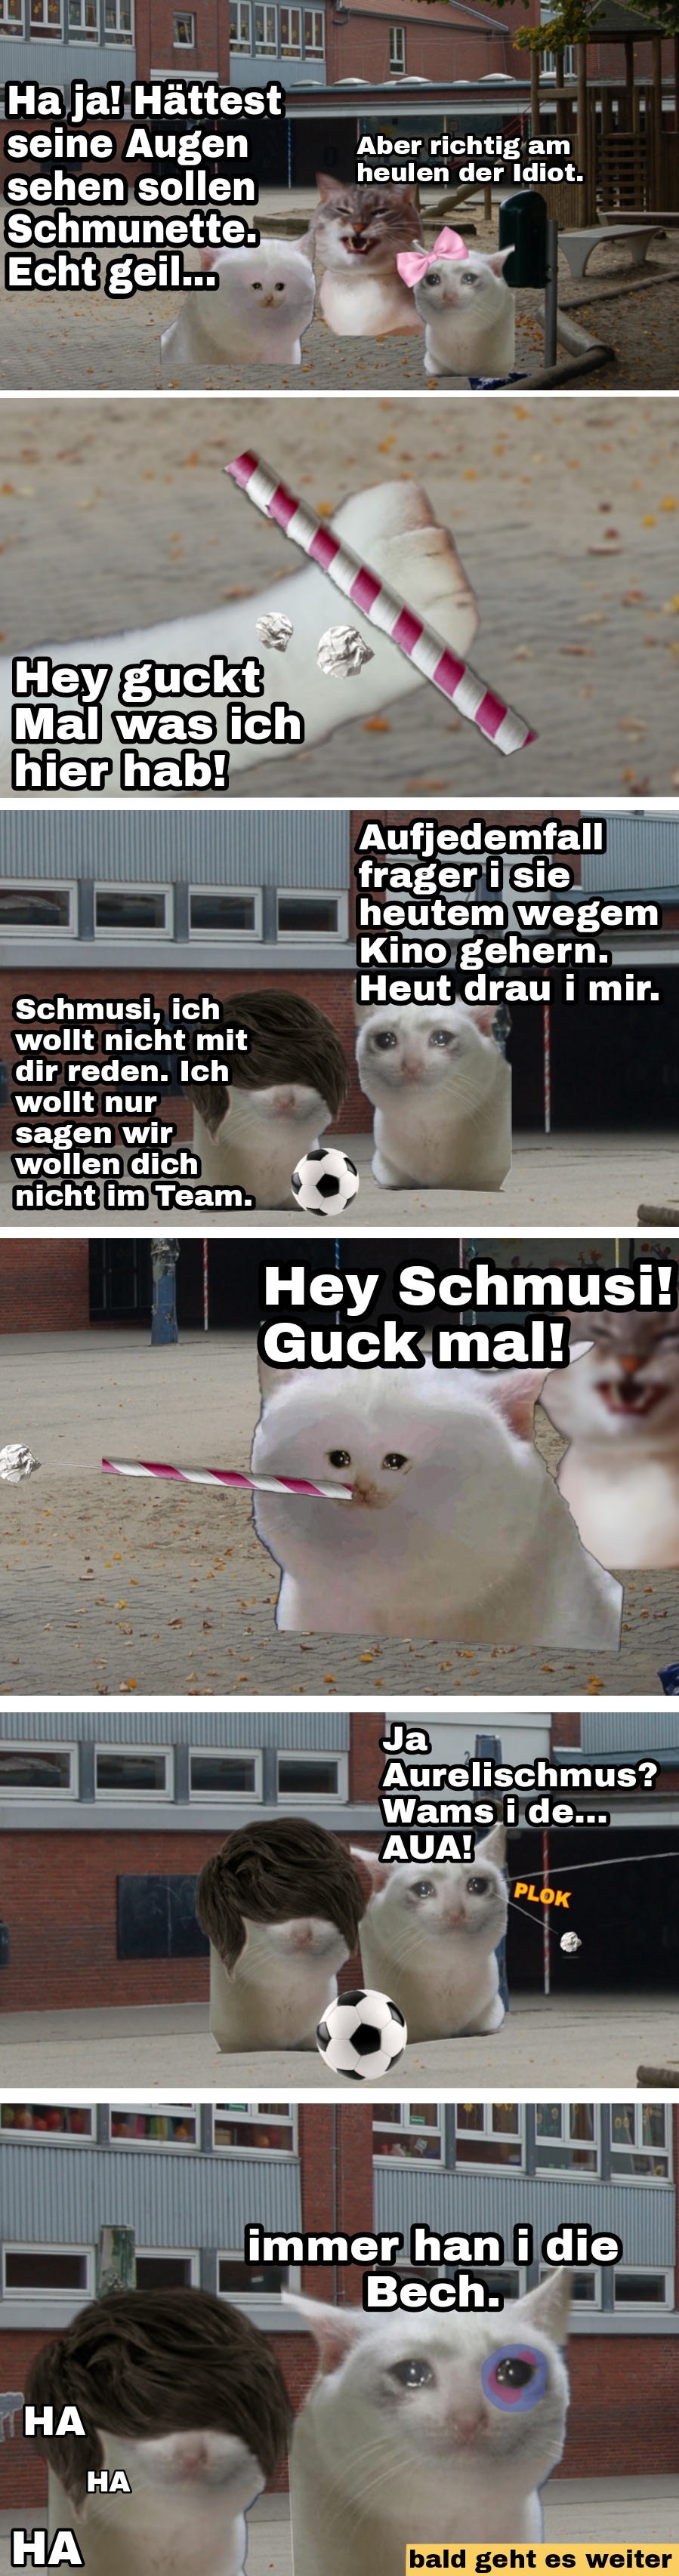 Ha ja! Hättest
seine Augen
sehen sollen
Schmunette.
Echt geil...
Aber richtig am
heulen der Idiot.
Hey guckt
Mal was ich
hier hab!
Aufjedemfall
frager i sie
heutem wegem
Kino gehern.
Heut drau i mir.
Schmusi, ich
wollt nicht mit
dir reden. Ich
wollt nur
sagen wir
wollen dich
nicht im Team.
Hey Schmusi!
Guck mal!
Ja
Aurelischmus?
Wams i de...
AUA!
PLOK
immer han i die
Bech.
HA
HA
HA
bald geht es weiter